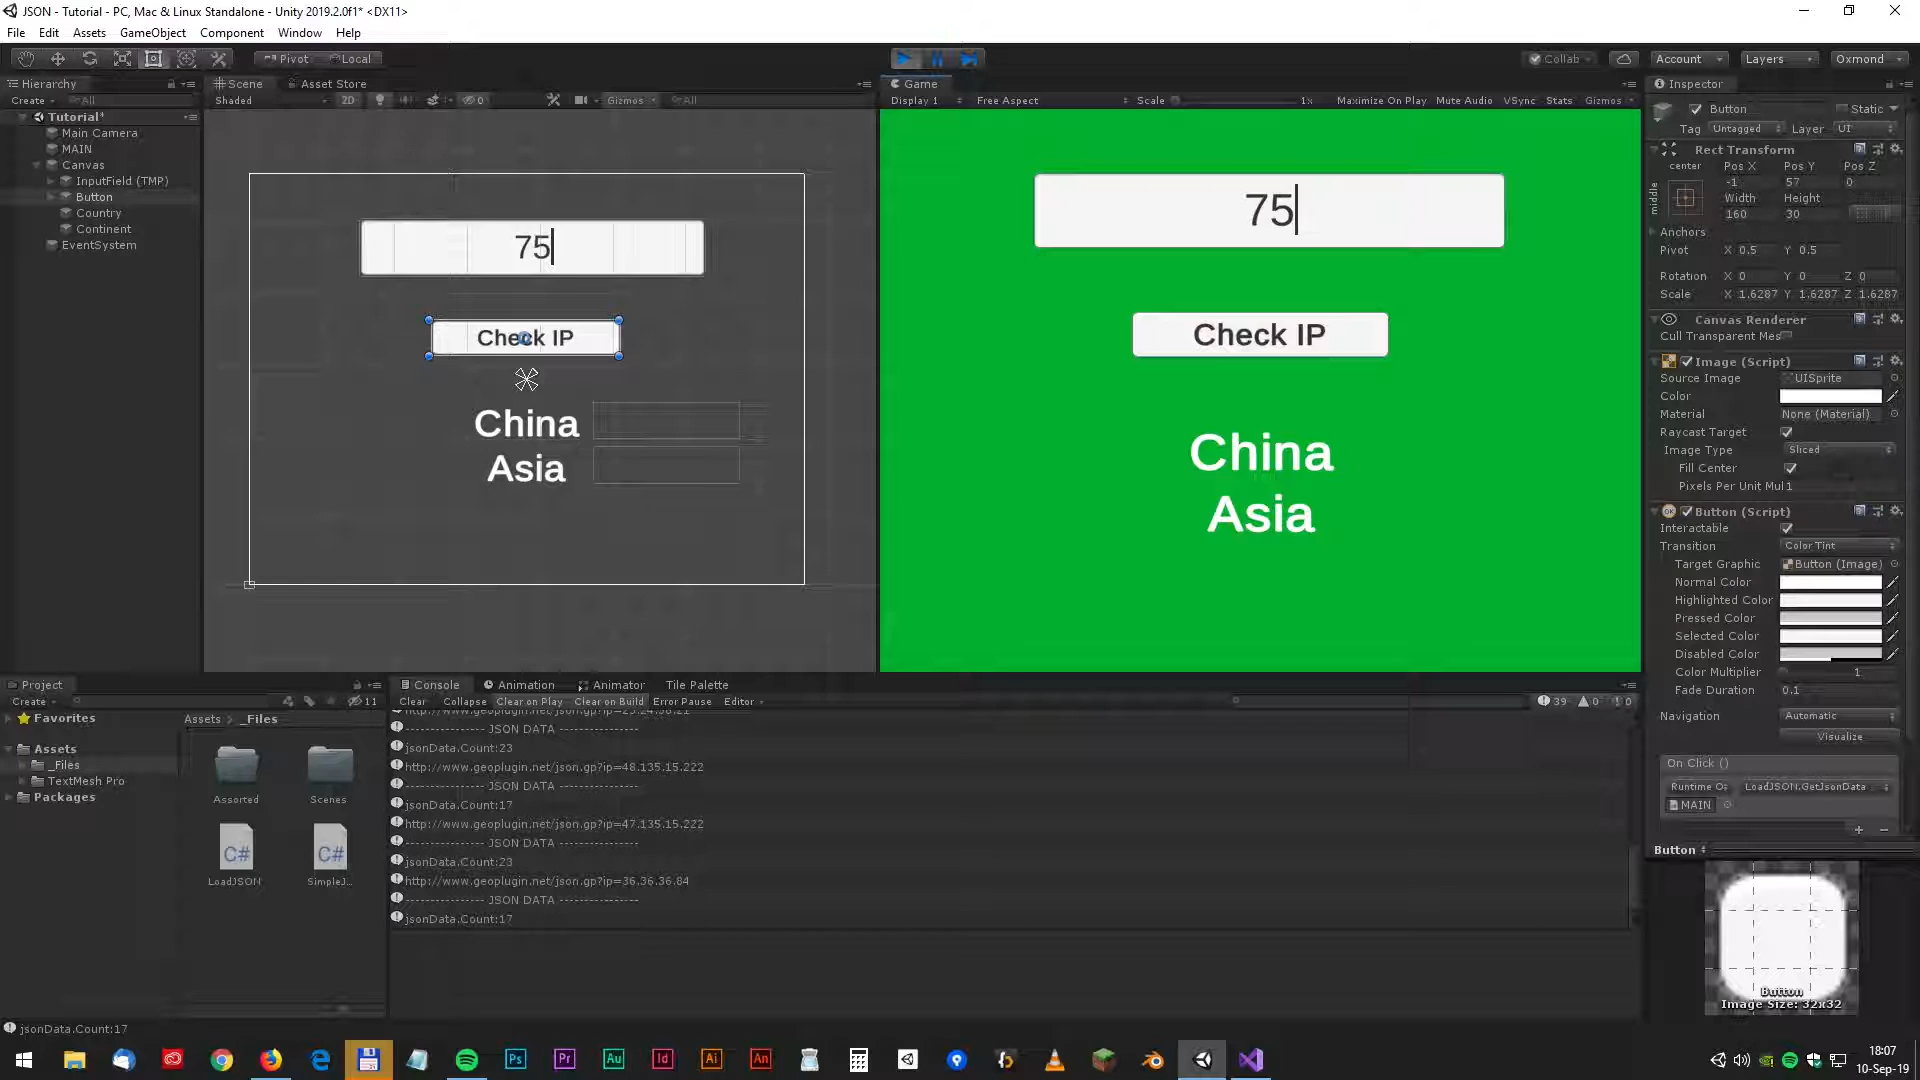 JSON - Tutorial - PC, Mac & Linux Standalone - Unity 2019.2.0f1* <DX11>
File Edit Assets GameObject Component Window Help
Pivot Local
Collab Account Layers Oxmond
Hierarchy
Create All
Tutorial*
Main Camera
MAIN
Canvas
InputField (TMP)
Button
Country
Continent
EventSystem
Scene Asset Store
Shaded 2D 0 Gizmos All
75
Check IP
China
Asia
Game
Display 1 Free Aspect Scale 1x Maximize On Play Mute Audio VSync Stats Gizmos
75
Check IP
China
Asia
Inspector
Button Static
Tag Untagged Layer UI
Rect Transform
center Pos X Pos Y Pos Z
middle -1 57 0
Width Height
160 30
Anchors
Pivot X 0.5 Y 0.5
Rotation X 0 Y 0 Z 0
Scale X 1.6287 Y 1.6287 Z 1.6287
Canvas Renderer
Cull Transparent Mes
Image (Script)
Source Image UISprite
Color
Material None (Material)
Raycast Target
Image Type Sliced
Fill Center
Pixels Per Unit Mul 1
Button (Script)
Interactable
Transition Color Tint
Target Graphic Button (Image)
Normal Color
Highlighted Color
Pressed Color
Selected Color
Disabled Color
Color Multiplier 1
Fade Duration 0.1
Navigation Automatic
Visualize
On Click ()
Runtime O LoadJSON.GetJsonData
MAIN
Button
Button
Image Size: 32x32
Project
Create 11
Favorites
Assets
_Files
TextMesh Pro
Packages
Assets > _Files
Assorted Scenes
C# C#
LoadJSON SimpleJ...
Console Animation Animator Tile Palette
Clear Collapse Clear on Play Clear on Build Error Pause Editor 39 0 0
--------------- JSON DATA ---------------
jsonData.Count:23
http://www.geoplugin.net/json.gp?ip=48.135.15.222
--------------- JSON DATA ---------------
jsonData.Count:17
http://www.geoplugin.net/json.gp?ip=47.135.15.222
--------------- JSON DATA ---------------
jsonData.Count:23
http://www.geoplugin.net/json.gp?ip=36.36.36.84
--------------- JSON DATA ---------------
jsonData.Count:17
jsonData.Count:17
Ps Pr Au Id Ai An
18:07
10-Sep-19